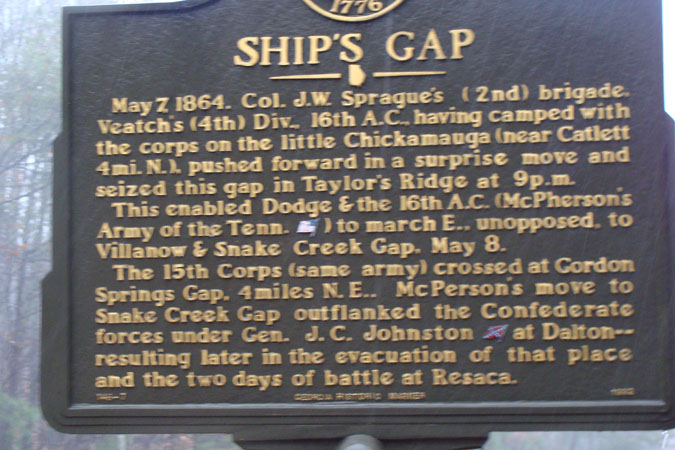 1776
SHIP'S GAP
May 7, 1864. Col. J.W. Sprague's (2nd) brigade,
Veatch's (4th) Div., 16th A.C., having camped with
the corps on the little Chickamauga (near Catlett
4mi. N.), pushed forward in a surprise move and
seized this gap in Taylor's Ridge at 9p.m.
This enabled Dodge & the 16th A.C. (McPherson's
Army of the Tenn. ) to march E., unopposed, to
Villanow & Snake Creek Gap, May 8.
The 15th Corps (same army) crossed at Gordon
Springs Gap, 4miles N.E.. McPerson's move to
Snake Creek Gap outflanked the Confederate
forces under Gen. J.C. Johnston at Dalton--
resulting later in the evacuation of that place
and the two days of battle at Resaca.
GEORGIA HISTORIC MARKER